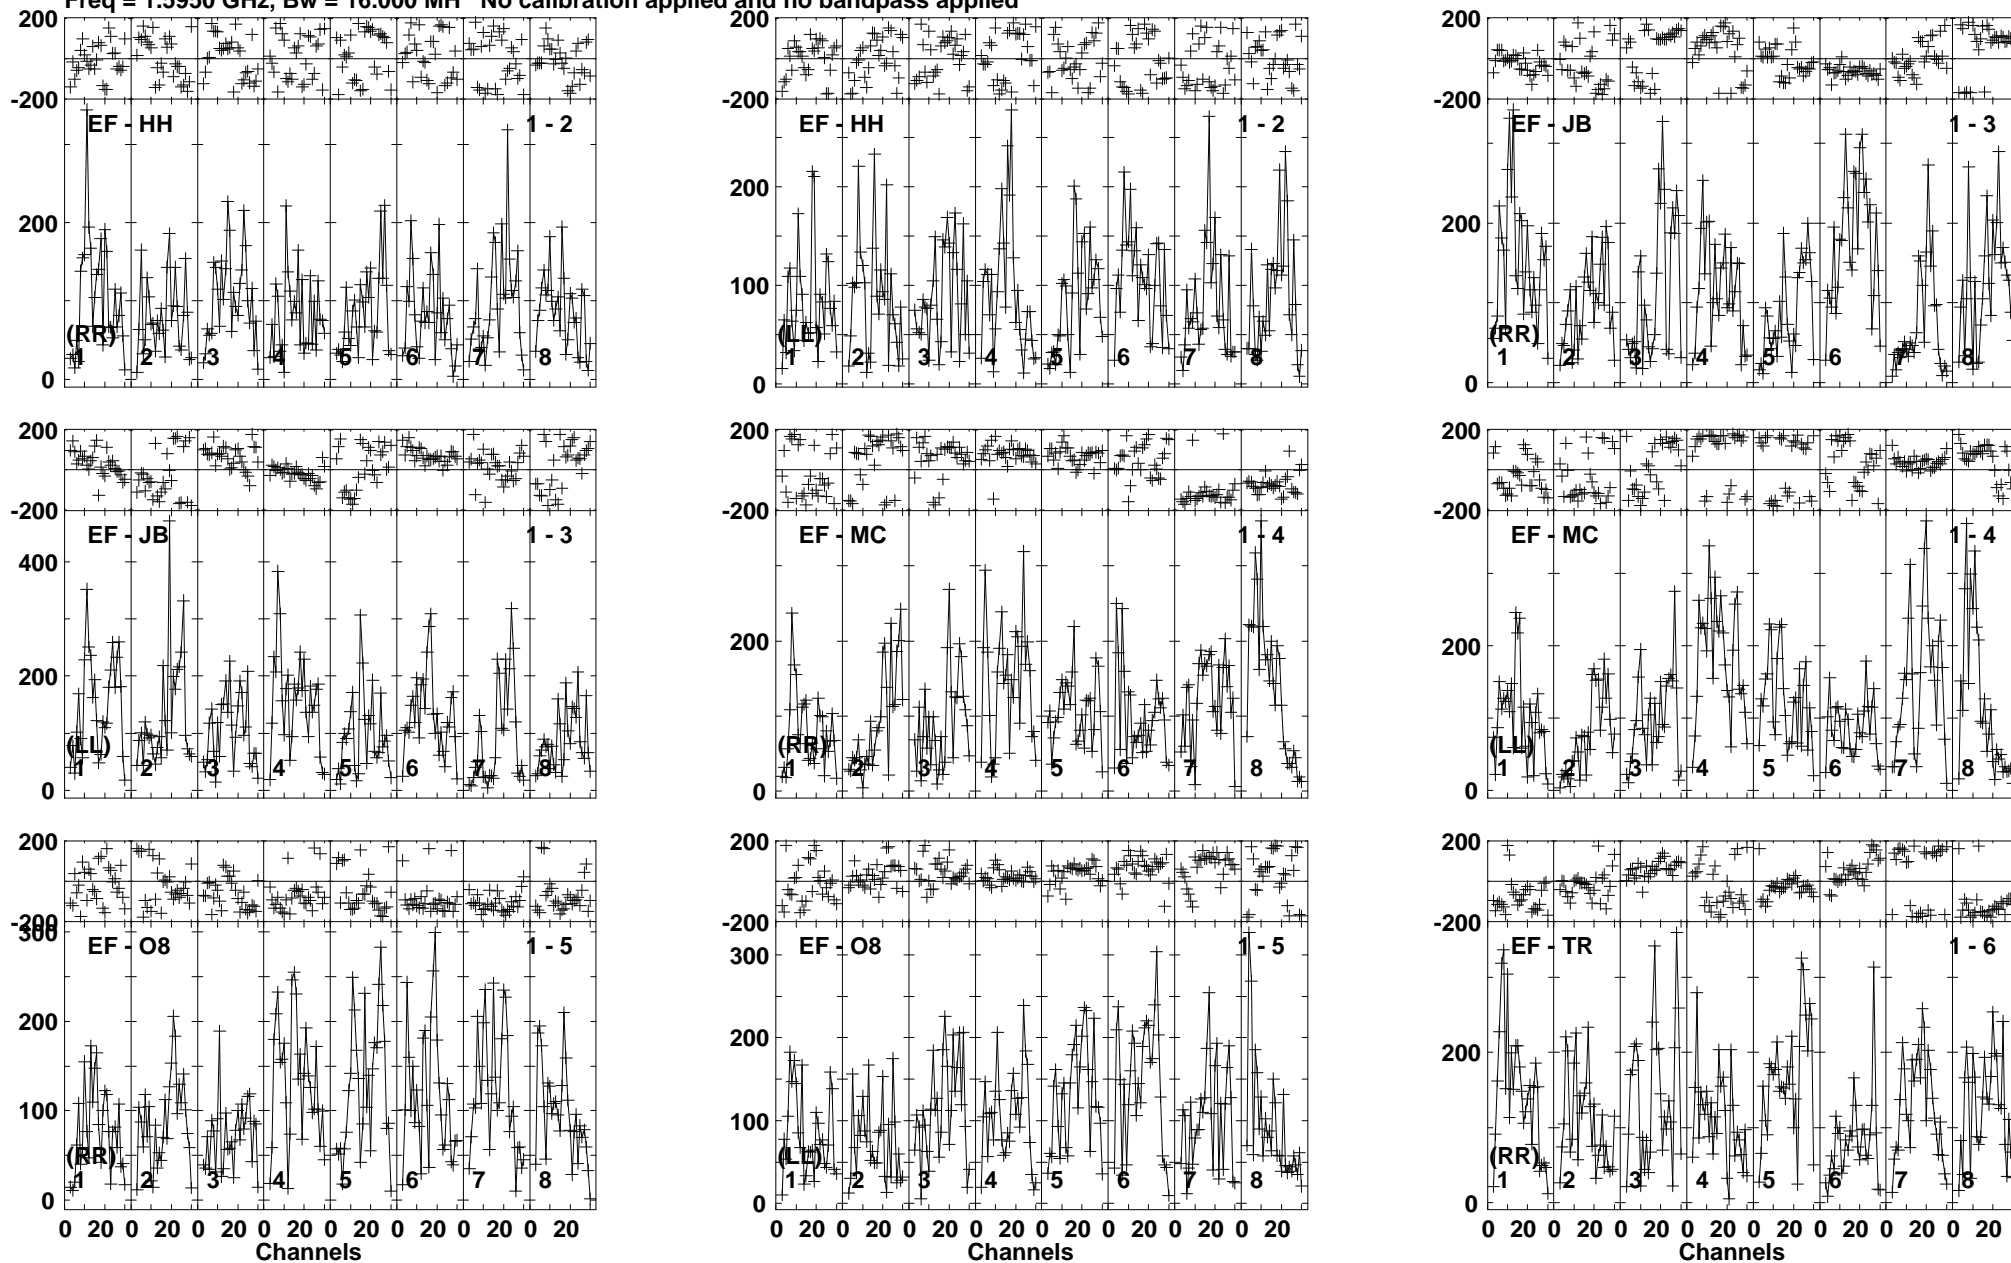 Freq = 1.5950 GHz, Bw = 16.000 MH No calibration applied and no bandpass applied
200 200 200
-200 -200 -200
EF - HH 1 - 2 EF - HH 1 - 2 EF - JB 1 - 3
200 200 200
100
(RR) (LL) (RR)
1 2 3 4 5 6 7 8 1 2 3 4 5 6 7 8 1 2 3 4 5 6 7 8
0 0 0
200 200 200
-200 -200 -200
EF - JB 1 - 3 EF - MC 1 - 4 EF - MC 1 - 4
400
200 200 200
(LL) (RR) (LL)
1 2 3 4 5 6 7 8 1 2 3 4 5 6 7 8 1 2 3 4 5 6 7 8
0 0 0
200 200 200
-200 -200 -200
300
EF - O8 1 - 5 EF - O8 1 - 5 EF - TR 1 - 6
300
200 200 200
100 100
(RR) (LL) (RR)
1 2 3 4 5 6 7 8 1 2 3 4 5 6 7 8 1 2 3 4 5 6 7 8
0 0 0
0 20 0 20 0 20 0 20 0 20 0 20 0 20 0 20 0 20 0 20 0 20 0 20 0 20 0 20 0 20 0 20 0 20 0 20 0 20 0 20 0 20 0 20 0 20 0 20
Channels Channels Channels